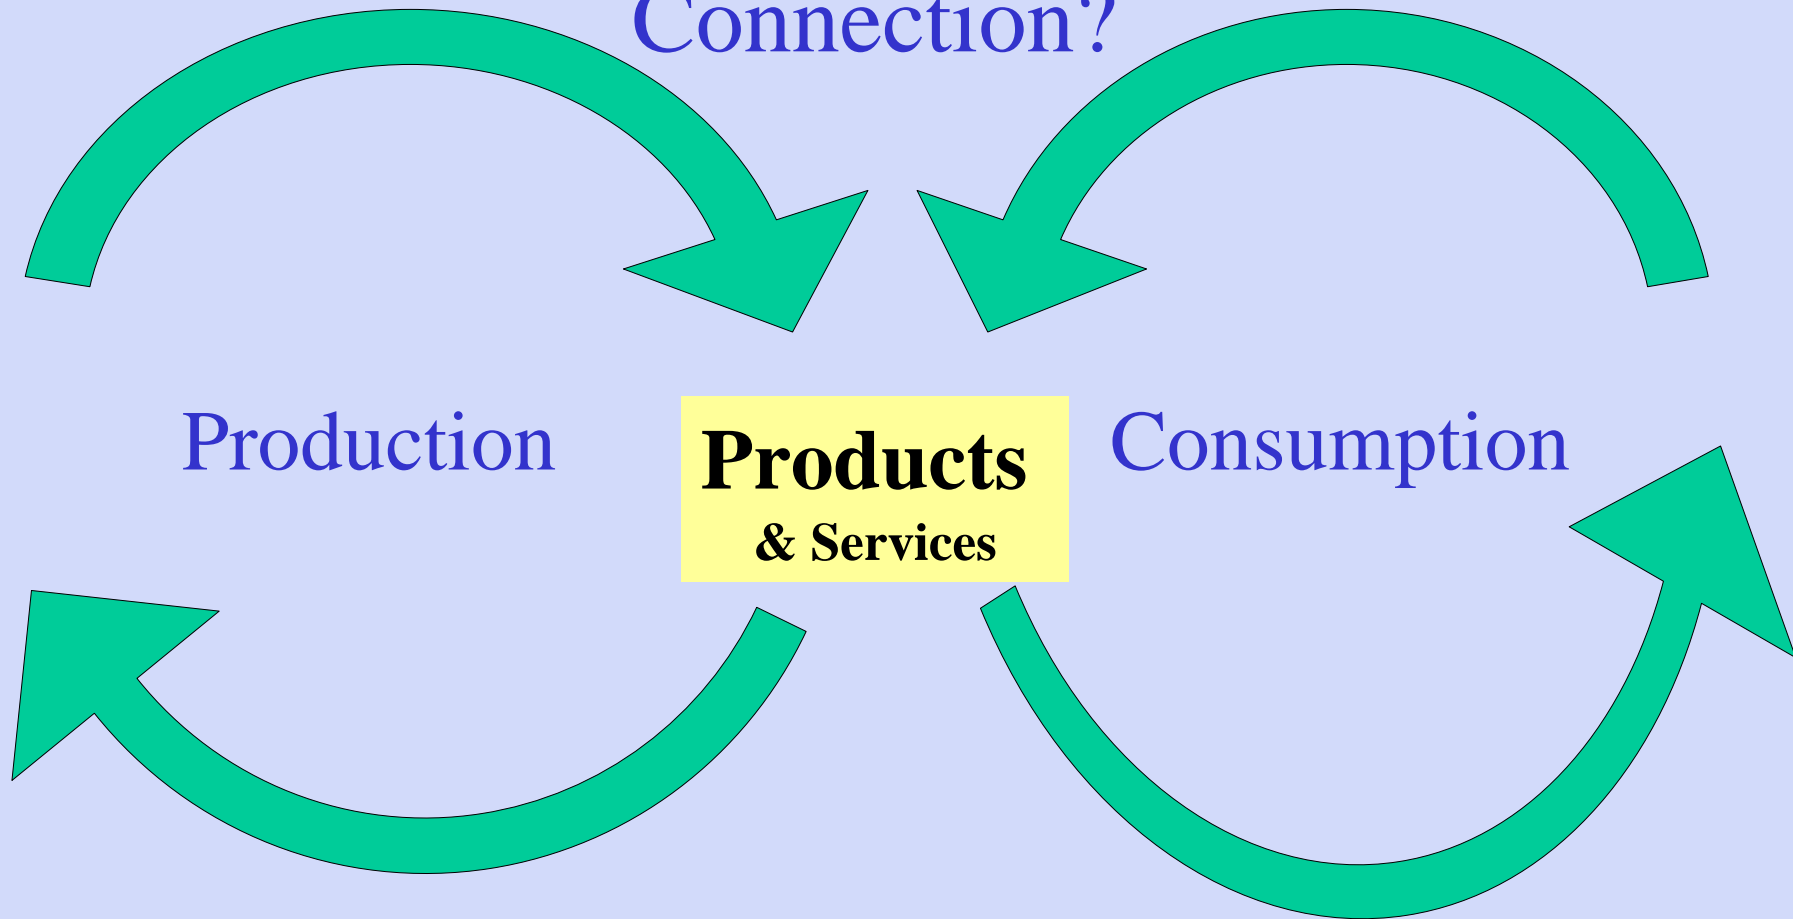 Connection?
Production
Products
& Services
Consumption